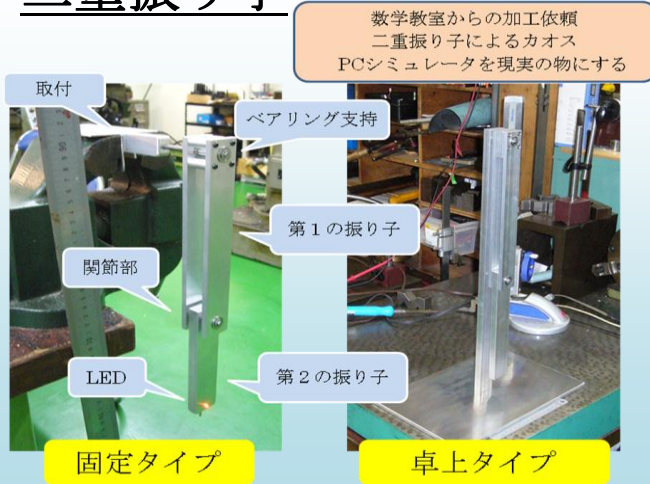 二重振り子
数学教室からの加工依頼
二重振り子によるカオス
PCシミュレータを現実の物にする
取付
ベアリング支持
第1の振り子
関節部
LED
第2の振り子
固定タイプ
卓上タイプ